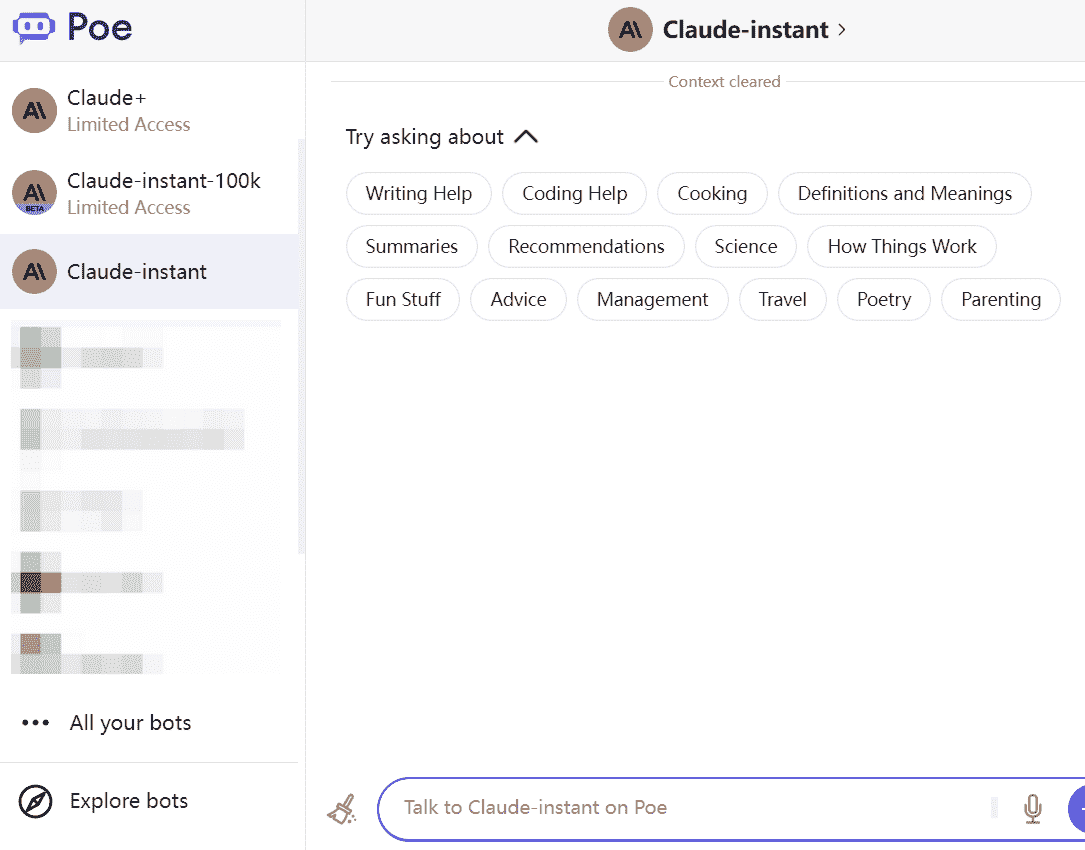 Poe
Claude+
Limited Access
BETA
Claude-instant-100k
Limited Access
Claude-instant
All your bots
Explore bots
Claude-instant
Context cleared
Try asking about
Writing Help Coding Help Cooking Definitions and Meanings
Summaries Recommendations Science How Things Work
Fun Stuff Advice Management Travel Poetry Parenting
Talk to Claude-instant on Poe